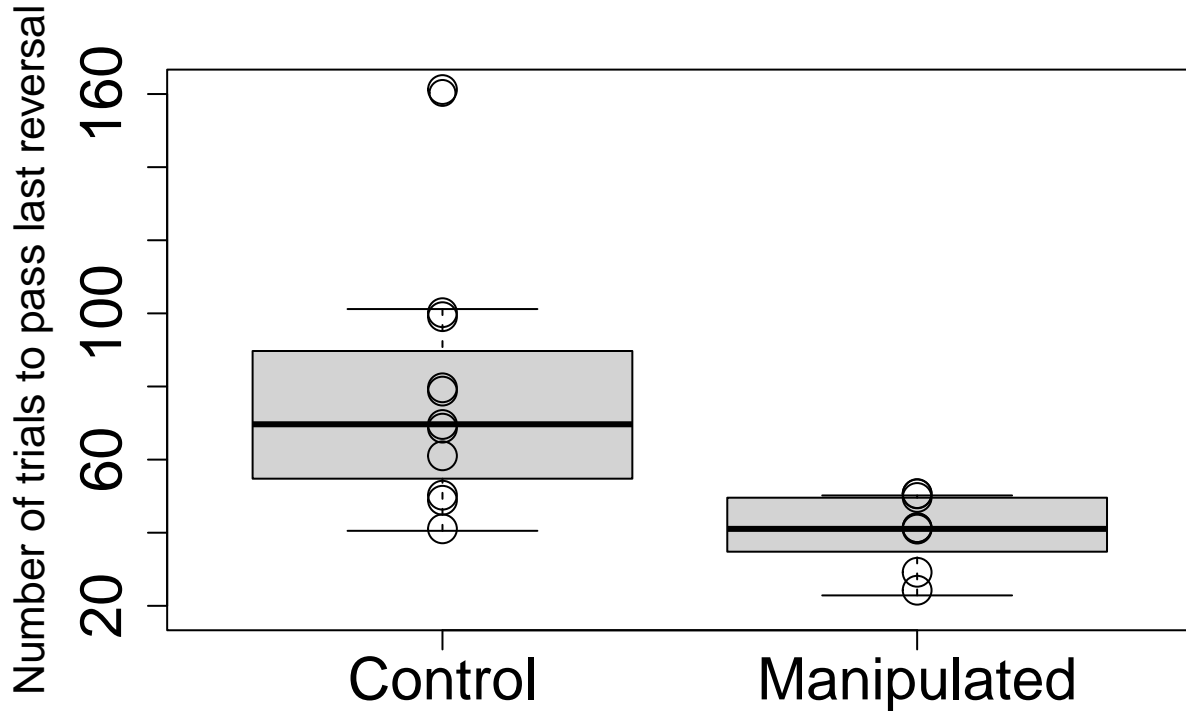 Number of trials to pass last reversal
160
100
60
20
Control
Manipulated